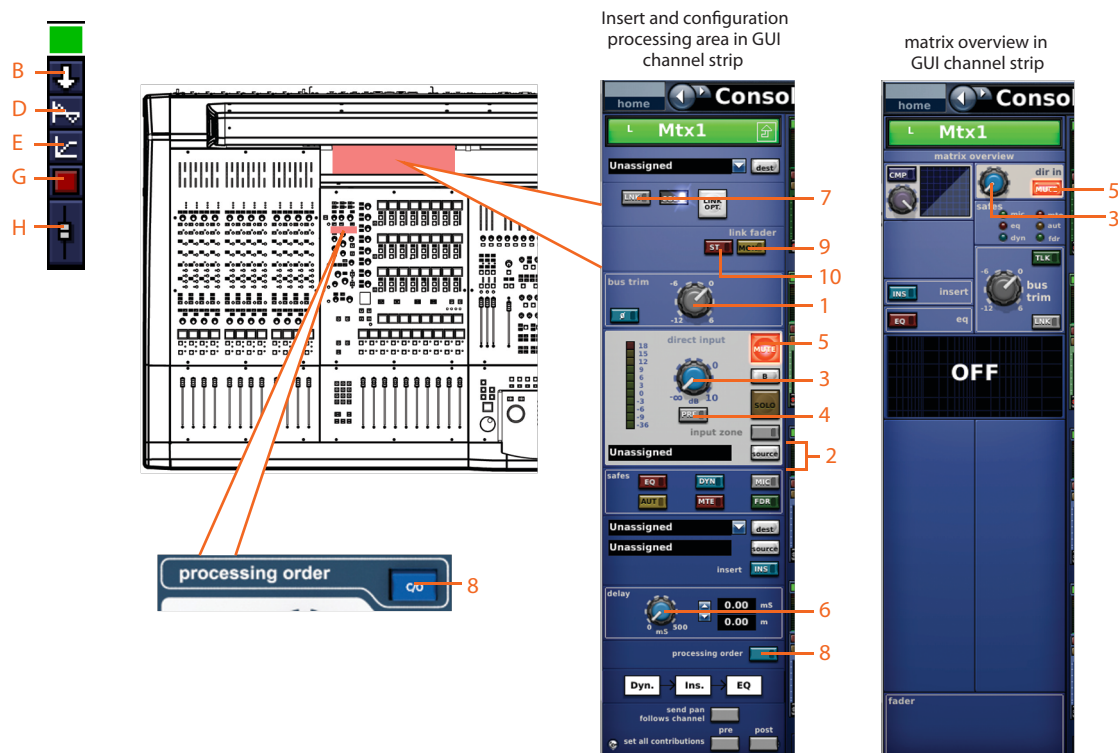 B
D
E
G
H
processing order
C/O
8
Insert and configuration
processing area in GUI
channel strip
home
Consol
L Mtx1
Unassigned
dest
LNK
LINK
OPT.
7
link fader
ST
9
10
bus trim
-6 0
-12 6
ø
1
direct input
MUTE
5
18
15
12
9
6
3
0
-3
-6
-9
-36
0
-∞ 10
dB
3
B
SOLO
PRE
4
input zone
Unassigned
source
2
safes
EQ
DYN
MIC
AUT
MTE
FDR
Unassigned
dest
Unassigned
source
insert
INS
delay
0 500
mS
0.00 mS
0.00 m
6
processing order
8
Dyn.
Ins.
EQ
send pan
follows channel
pre post
set all contributions
matrix overview in
GUI channel strip
home
Consol
L Mtx1
matrix overview
CMP
dir in
MUTE
5
3
safes
mic mte
eq aut
dyn fdr
TLK
-6 0
-12 6
bus
trim
INS
insert
EQ
eq
LNK
OFF
fader